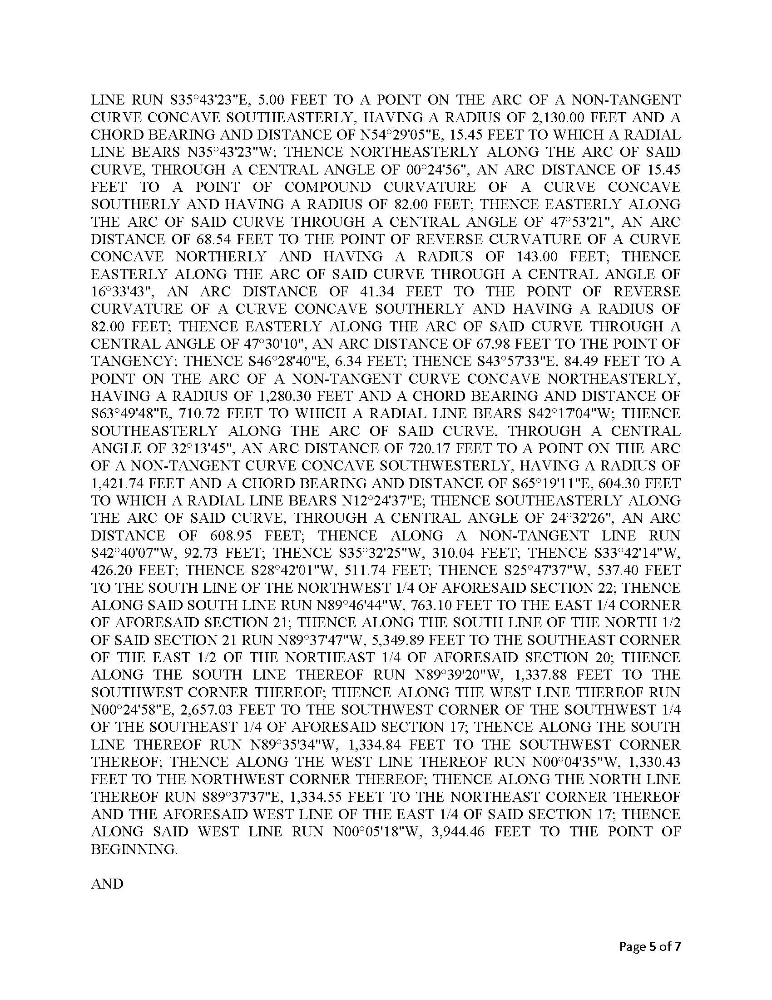 LINE RUN S35°43'23"E, 5.00 FEET TO A POINT ON THE ARC OF A NON-TANGENT
CURVE CONCAVE SOUTHEASTERLY, HAVING A RADIUS OF 2,130.00 FEET AND A
CHORD BEARING AND DISTANCE OF N54°29'05"E, 15.45 FEET TO WHICH A RADIAL
LINE BEARS N35°43'23"W; THENCE NORTHEASTERLY ALONG THE ARC OF SAID
CURVE, THROUGH A CENTRAL ANGLE OF 00°24'56", AN ARC DISTANCE OF 15.45
FEET TO A POINT OF COMPOUND CURVATURE OF A CURVE CONCAVE
SOUTHERLY AND HAVING A RADIUS OF 82.00 FEET; THENCE EASTERLY ALONG
THE ARC OF SAID CURVE THROUGH A CENTRAL ANGLE OF 47°53'21", AN ARC
DISTANCE OF 68.54 FEET TO THE POINT OF REVERSE CURVATURE OF A CURVE
CONCAVE NORTHERLY AND HAVING A RADIUS OF 143.00 FEET; THENCE
EASTERLY ALONG THE ARC OF SAID CURVE THROUGH A CENTRAL ANGLE OF
16°33'43", AN ARC DISTANCE OF 41.34 FEET TO THE POINT OF REVERSE
CURVATURE OF A CURVE CONCAVE SOUTHERLY AND HAVING A RADIUS OF
82.00 FEET; THENCE EASTERLY ALONG THE ARC OF SAID CURVE THROUGH A
CENTRAL ANGLE OF 47°30'10", AN ARC DISTANCE OF 67.98 FEET TO THE POINT OF
TANGENCY; THENCE S46°28'40"E, 6.34 FEET; THENCE S43°57'33"E, 84.49 FEET TO A
POINT ON THE ARC OF A NON-TANGENT CURVE CONCAVE NORTHEASTERLY,
HAVING A RADIUS OF 1,280.30 FEET AND A CHORD BEARING AND DISTANCE OF
S63°49'48"E, 710.72 FEET TO WHICH A RADIAL LINE BEARS S42°17'04"W; THENCE
SOUTHEASTERLY ALONG THE ARC OF SAID CURVE, THROUGH A CENTRAL
ANGLE OF 32°13'45", AN ARC DISTANCE OF 720.17 FEET TO A POINT ON THE ARC
OF A NON-TANGENT CURVE CONCAVE SOUTHWESTERLY, HAVING A RADIUS OF
1,421.74 FEET AND A CHORD BEARING AND DISTANCE OF S65°19'11"E, 604.30 FEET
TO WHICH A RADIAL LINE BEARS N12°24'37"E; THENCE SOUTHEASTERLY ALONG
THE ARC OF SAID CURVE, THROUGH A CENTRAL ANGLE OF 24°32'26", AN ARC
DISTANCE OF 608.95 FEET; THENCE ALONG A NON-TANGENT LINE RUN
S42°40'07"W, 92.73 FEET; THENCE S35°32'25"W, 310.04 FEET; THENCE S33°42'14"W,
426.20 FEET; THENCE S28°42'01"W, 511.74 FEET; THENCE S25°47'37"W, 537.40 FEET
TO THE SOUTH LINE OF THE NORTHWEST 1/4 OF AFORESAID SECTION 22; THENCE
ALONG SAID SOUTH LINE RUN N89°46'44"W, 763.10 FEET TO THE EAST 1/4 CORNER
OF AFORESAID SECTION 21; THENCE ALONG THE SOUTH LINE OF THE NORTH 1/2
OF SAID SECTION 21 RUN N89°37'47"W, 5,349.89 FEET TO THE SOUTHEAST CORNER
OF THE EAST 1/2 OF THE NORTHEAST 1/4 OF AFORESAID SECTION 20; THENCE
ALONG THE SOUTH LINE THEREOF RUN N89°39'20"W, 1,337.88 FEET TO THE
SOUTHWEST CORNER THEREOF; THENCE ALONG THE WEST LINE THEREOF RUN
N00°24'58"E, 2,657.03 FEET TO THE SOUTHWEST CORNER OF THE SOUTHWEST 1/4
OF THE SOUTHEAST 1/4 OF AFORESAID SECTION 17; THENCE ALONG THE SOUTH
LINE THEREOF RUN N89°35'34"W, 1,334.84 FEET TO THE SOUTHWEST CORNER
THEREOF; THENCE ALONG THE WEST LINE THEREOF RUN N00°04'35"W, 1,330.43
FEET TO THE NORTHWEST CORNER THEREOF; THENCE ALONG THE NORTH LINE
THEREOF RUN S89°37'37"E, 1,334.55 FEET TO THE NORTHEAST CORNER THEREOF
AND THE AFORESAID WEST LINE OF THE EAST 1/4 OF SAID SECTION 17; THENCE
ALONG SAID WEST LINE RUN N00°05'18"W, 3,944.46 FEET TO THE POINT OF
BEGINNING.
AND
Page 5 of 7